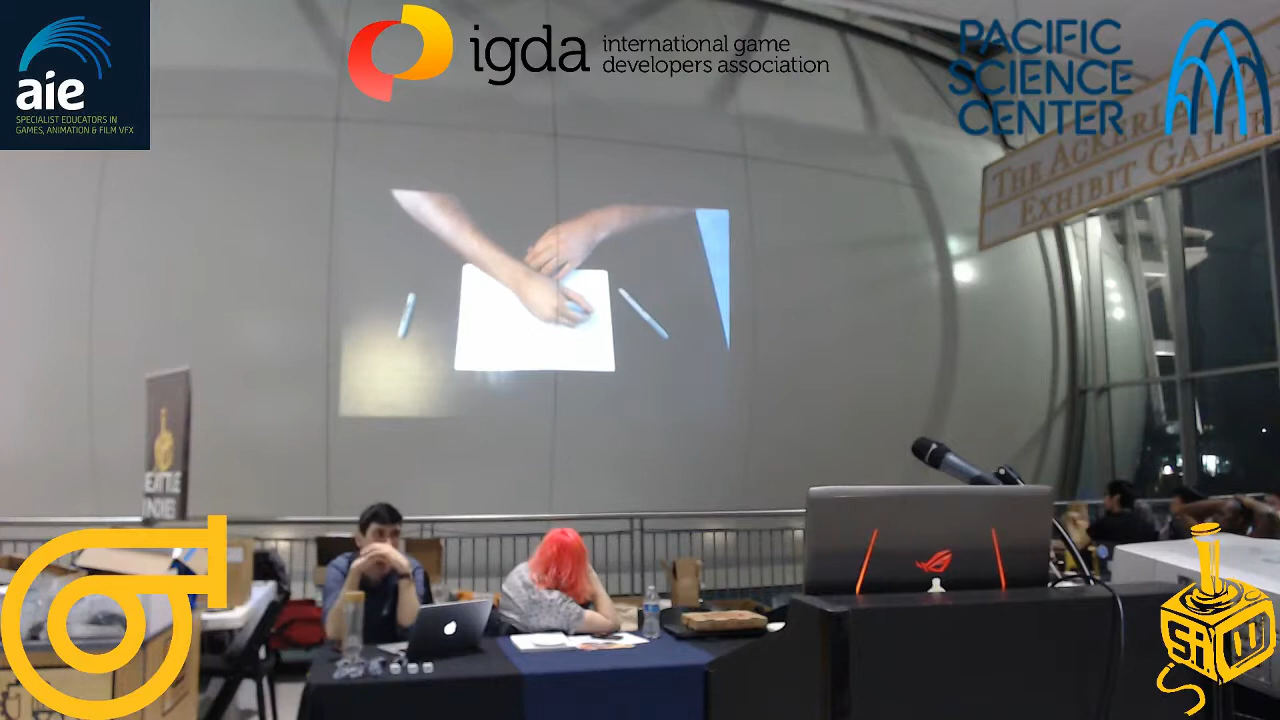 aie
SPECIALIST EDUCATORS IN
GAMES, ANIMATION & FILM VFX
igda
international game
developers association
PACIFIC
SCIENCE
CENTER
THE
EXHIBIT
SEATTLE
INDIES